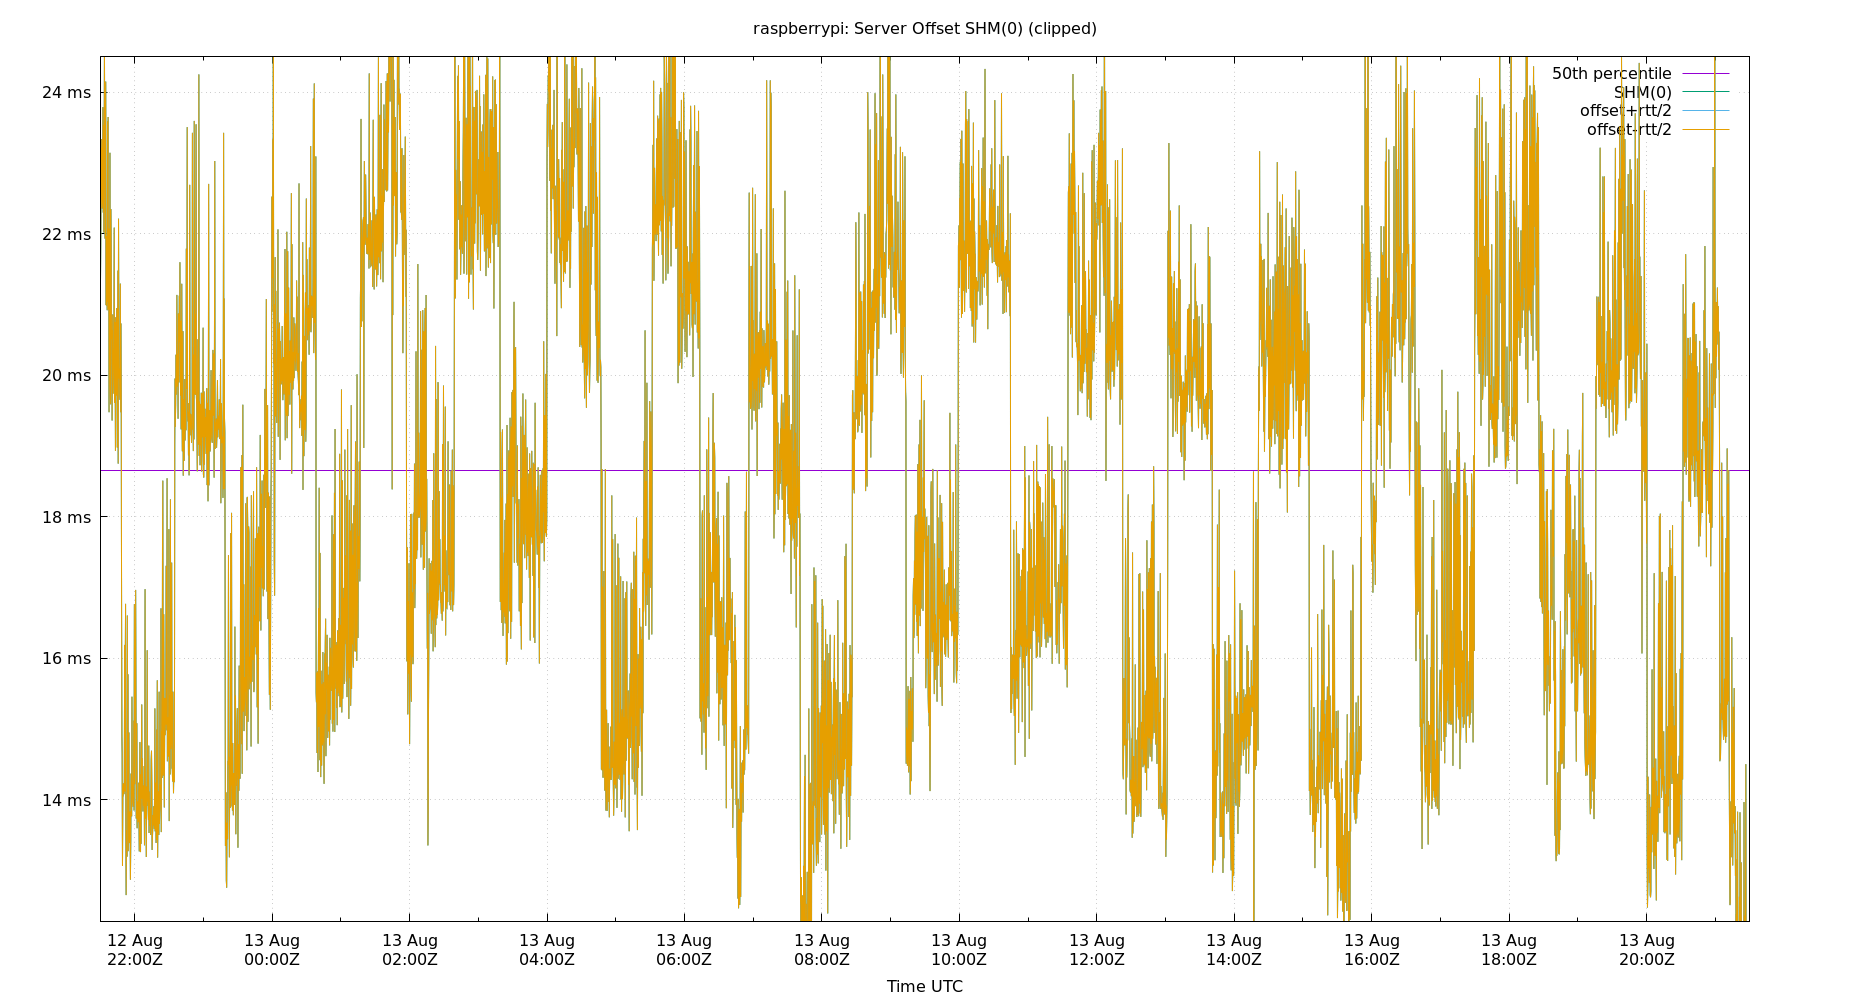 raspberrypi: Server Offset SHM(0) (clipped)
50th percentile
SHM(0)
offset+rtt/2
offset-rtt/2
24 ms
22 ms
20 ms
18 ms
16 ms
14 ms
12 Aug 13 Aug 13 Aug 13 Aug 13 Aug 13 Aug 13 Aug 13 Aug 13 Aug 13 Aug 13 Aug 13 Aug
22:00Z 00:00Z 02:00Z 04:00Z 06:00Z 08:00Z 10:00Z 12:00Z 14:00Z 16:00Z 18:00Z 20:00Z
Time UTC